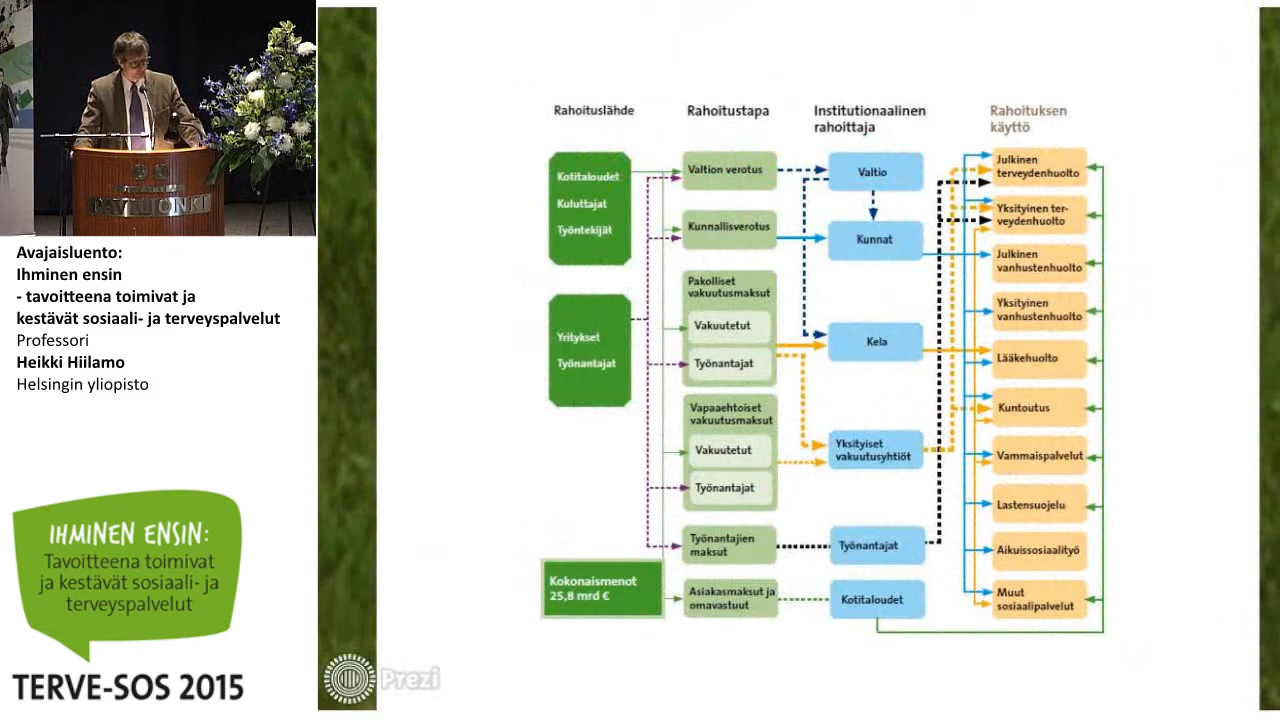 PAVILJONKI
Avajaisluento:
Ihminen ensin
- tavoitteena toimivat ja
kestävät sosiaali- ja terveyspalvelut
Professori
Heikki Hiilamo
Helsingin yliopisto
IHMINEN ENSIN:
Tavoitteena toimivat
ja kestävät sosiaali- ja
terveyspalvelut
TERVE-SOS 2015
Rahoituslähde
Kotitaloudet
Kuluttajat
Työntekijät
Yritykset
Työnantajat
Kokonaismenot
25,8 mrd €
Rahoitustapa
Valtion verotus
Kunnallisverotus
Pakolliset
vakuutusmaksut
Vakuutetut
Työnantajat
Vapaaehtoiset
vakuutusmaksut
Vakuutetut
Työnantajat
Työnantajien
maksut
Asiakasmaksut ja
omavastuut
Institutionaalinen
rahoittaja
Valtio
Kunnat
Kela
Yksityiset
vakuutusyhtiöt
Työnantajat
Kotitaloudet
Rahoituksen
käyttö
Julkinen
terveydenhuolto
Yksityinen ter-
veydenhuolto
Julkinen
vanhustenhuolto
Yksityinen
vanhustenhuolto
Lääkehuolto
Kuntoutus
Vammaispalvelut
Lastensuojelu
Aikuissosiaalityö
Muut
sosiaalipalvelut
Prezi